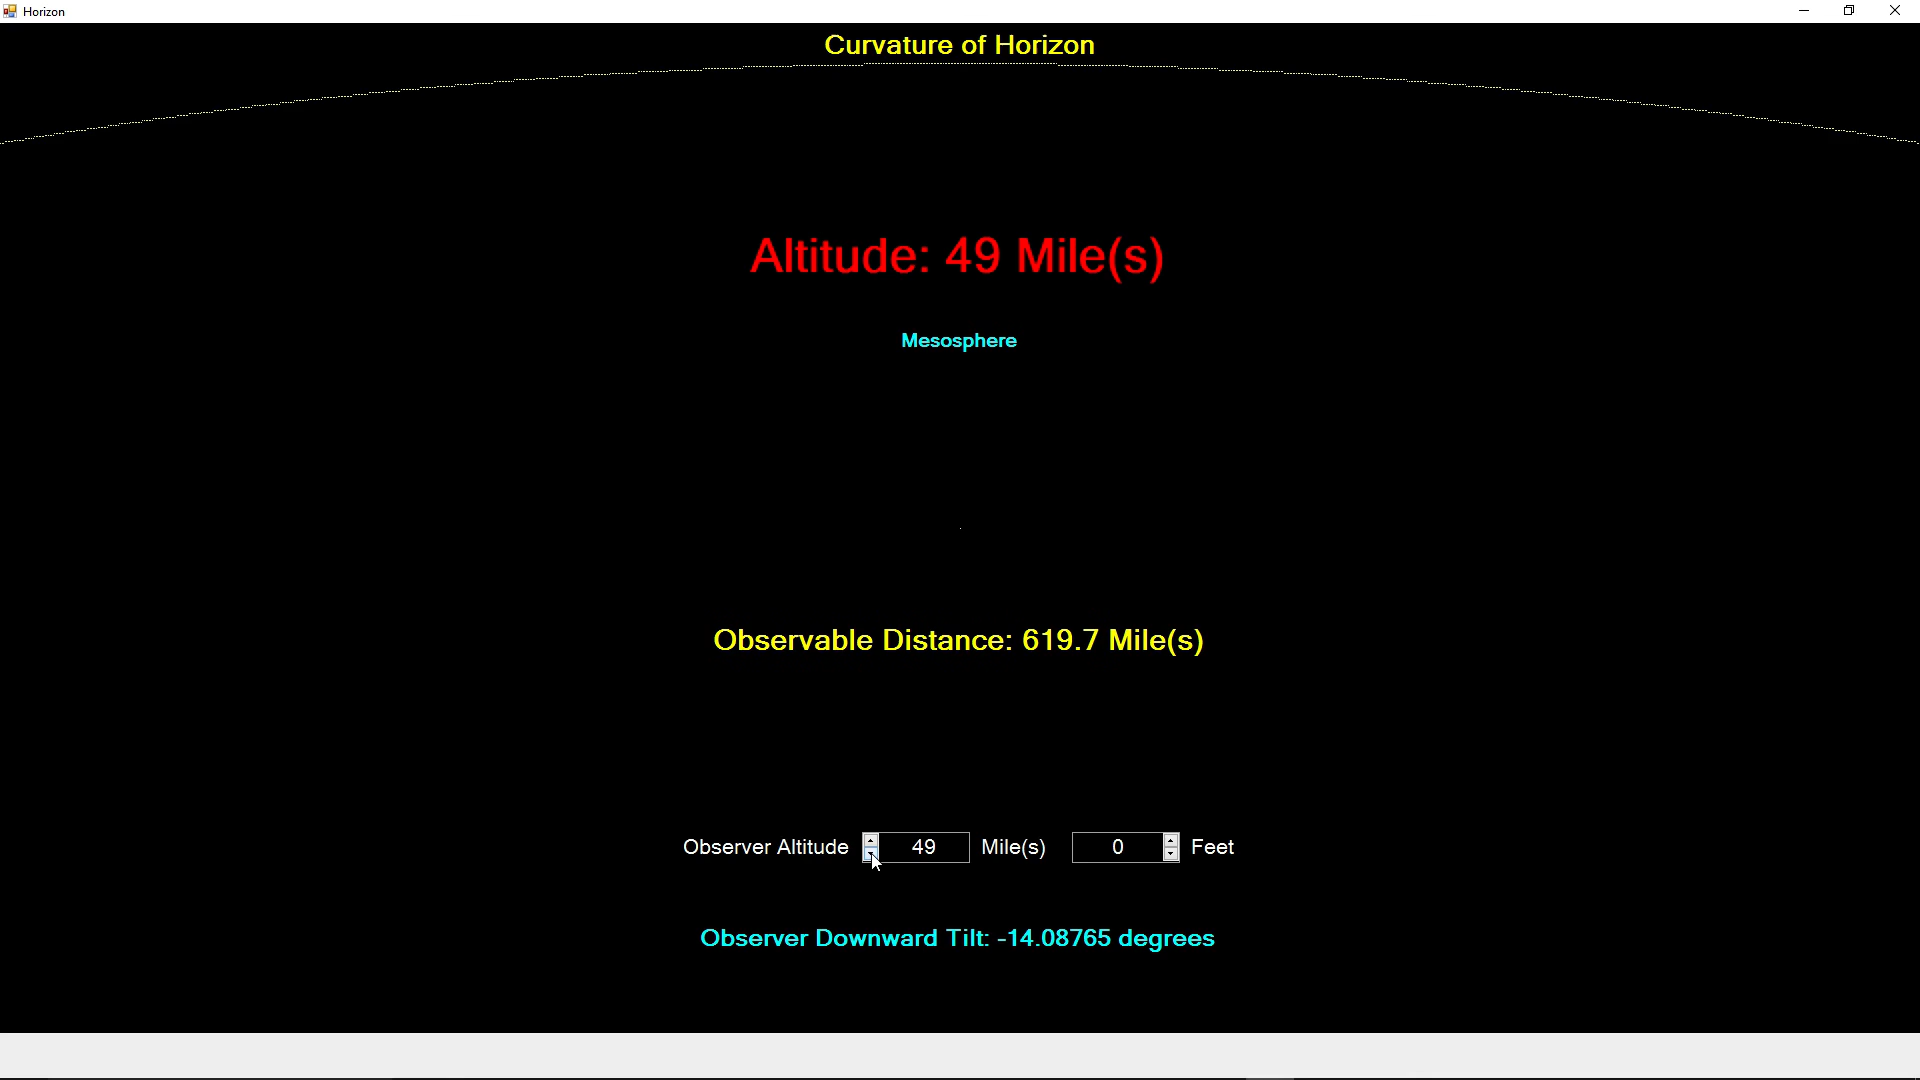 Horizon
Curvature of Horizon
Altitude: 49 Mile(s)
Mesosphere
Observable Distance: 619.7 Mile(s)
Observer Altitude 49 Mile(s) 0 Feet
Observer Downward Tilt: -14.08765 degrees